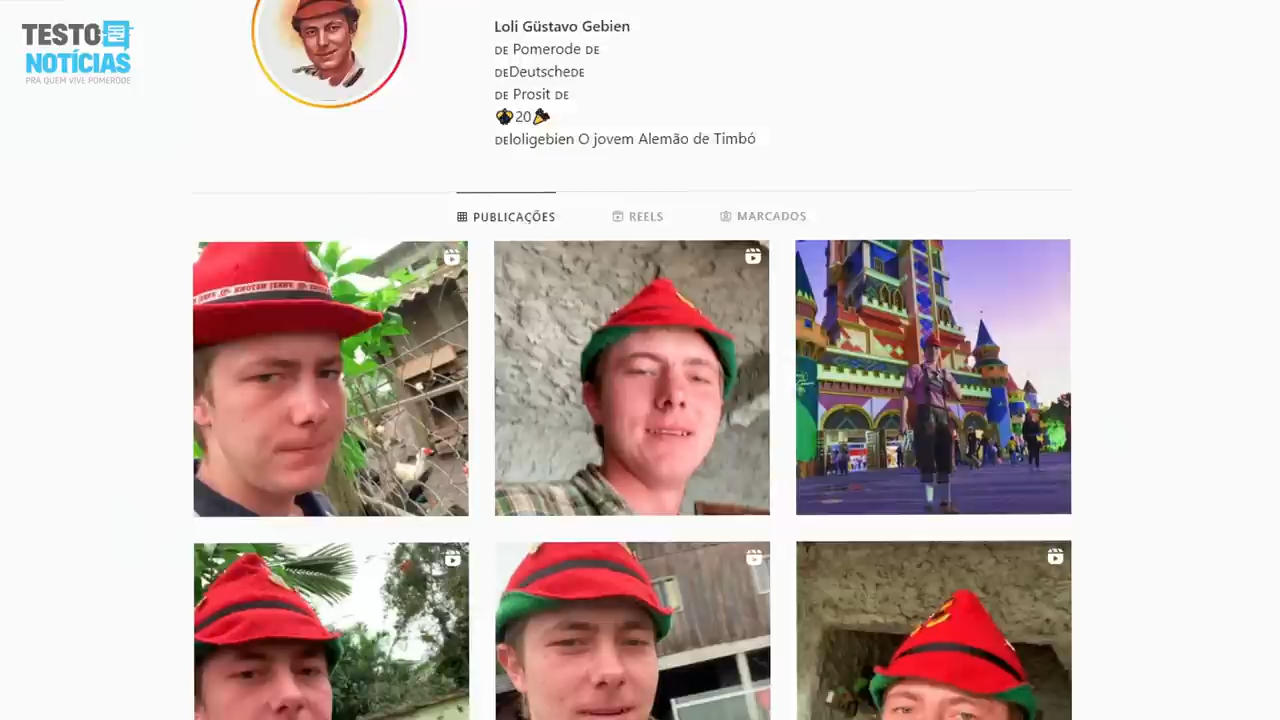 TESTO
NOTÍCIAS
PRA QUEM VIVE POMERODE
Loli Güstavo Gebien
DE Pomerode DE
DEDeutscheDE
DE Prosit DE
20
DEloligebien O jovem Alemão de Timbó
PUBLICAÇÕES
REELS
MARCADOS